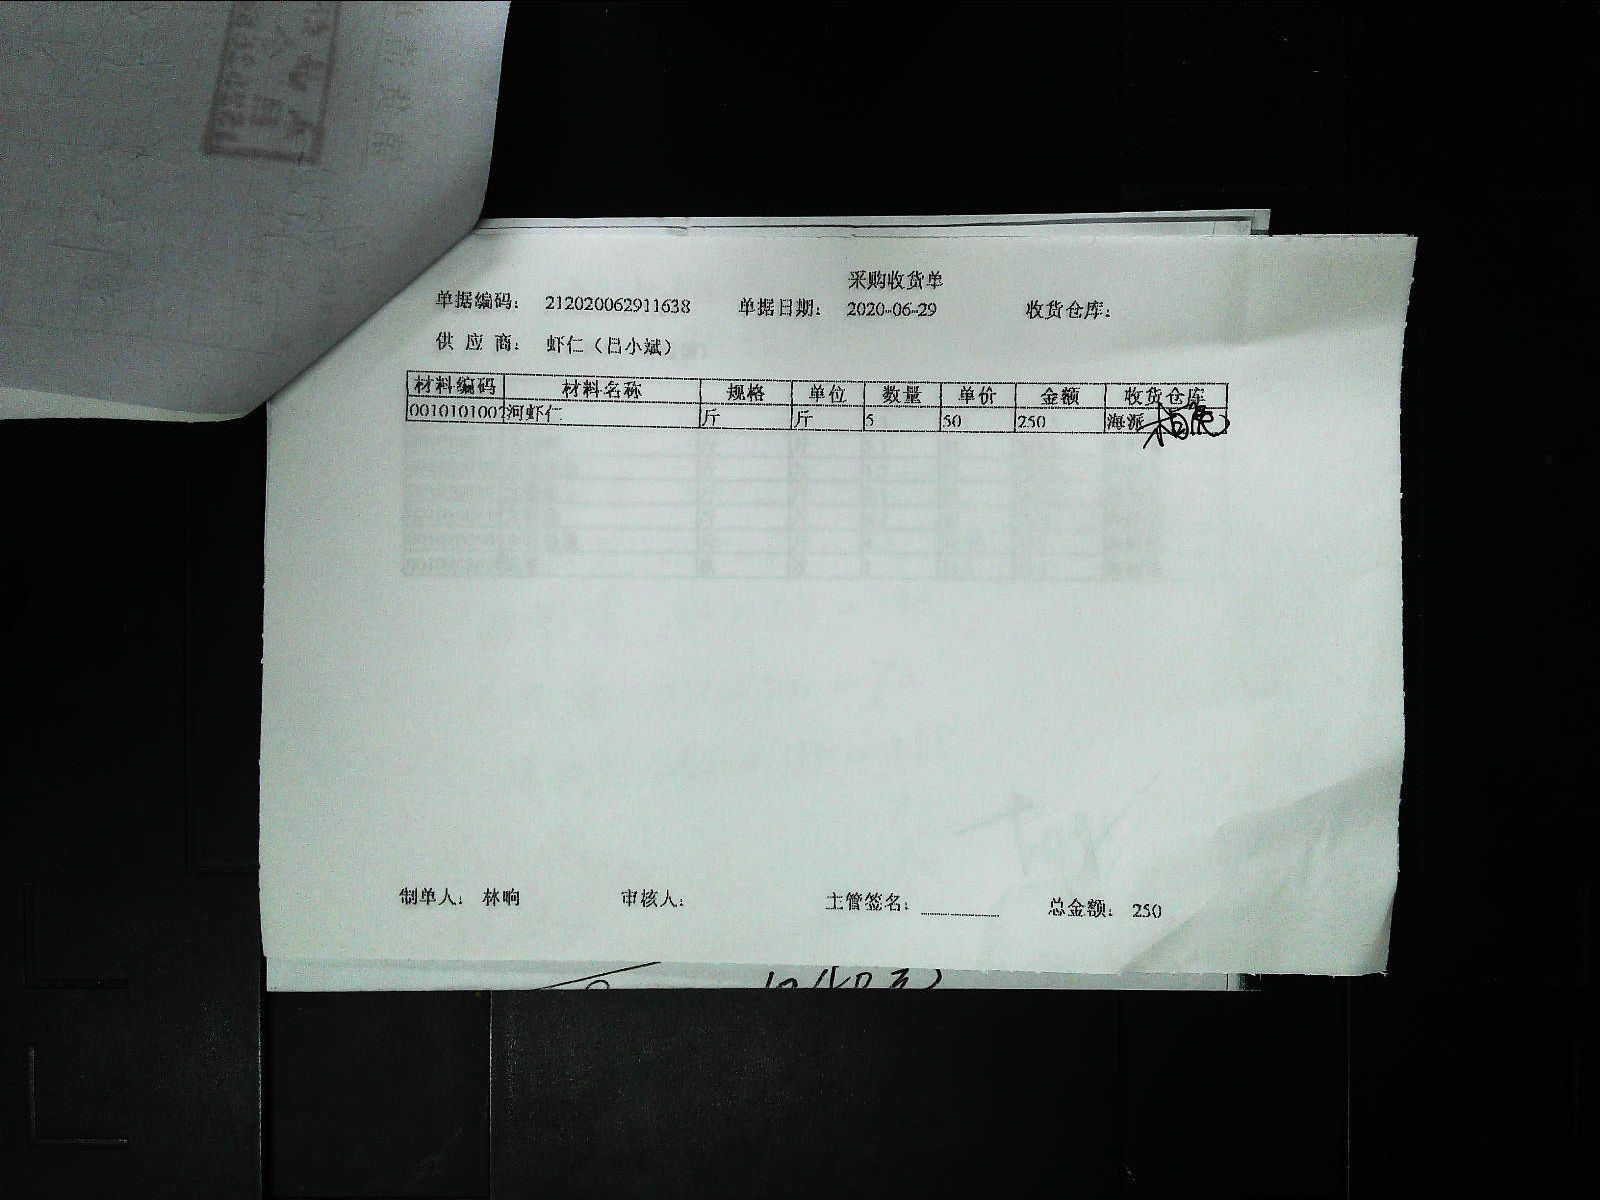 采购收货单
单据编码: 212020062911638 单据日期: 2020-06-29 收货仓库:
供 应 商: 虾仁(吕小斌)
材料编码 材料名称 规格 单位 数量 单价 金额 收货仓库
0010101002 河虾仁 斤 斤 5 50 250 海派
制单人: 林晌 审核人: 主管签名: 总金额: 250